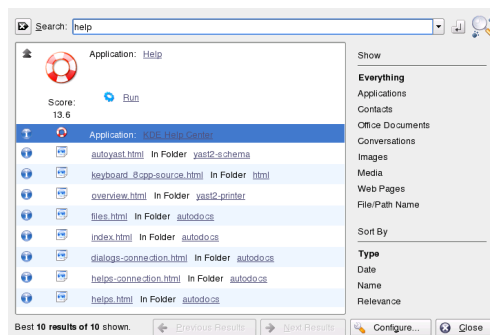 Search: help
Application: Help
Score:
13.6
Run
Application: KDE Help Center
autoyast.html In Folder yast2-schema
keyboard_8cpp-source.html In Folder html
overview.html In Folder yast2-printer
files.html In Folder autodocs
index.html In Folder autodocs
dialogs-connection.html In Folder autodocs
helps-connection.html In Folder autodocs
helps.html In Folder autodocs
Show
Everything
Applications
Contacts
Office Documents
Conversations
Images
Media
Web Pages
File/Path Name
Sort By
Type
Date
Name
Relevance
Best 10 results of 10 shown.
Previous Results
Next Results
Configure...
Close